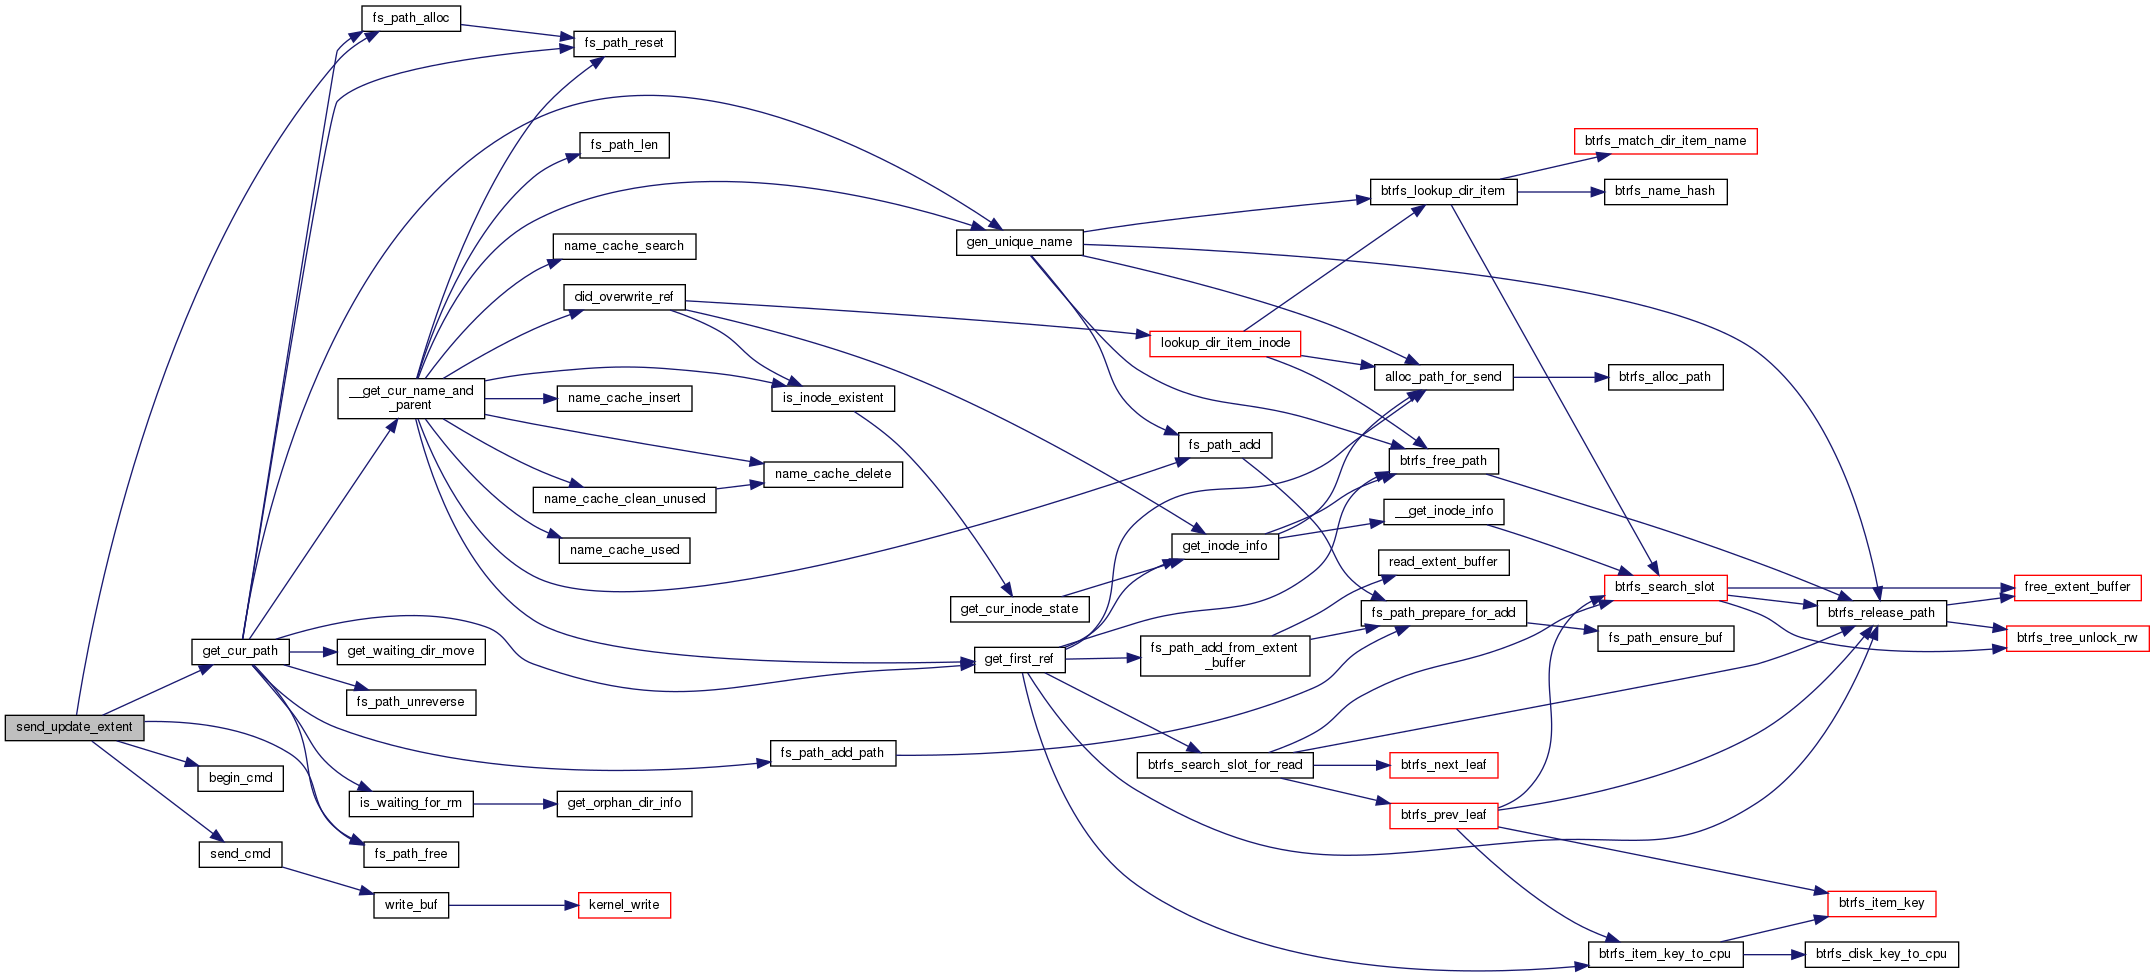 fs_path_alloc
fs_path_reset
btrfs_match_dir_item_name
fs_path_len
btrfs_lookup_dir_item
btrfs_name_hash
gen_unique_name
name_cache_search
did_overwrite_ref
lookup_dir_item_inode
alloc_path_for_send
btrfs_alloc_path
__get_cur_name_and
_parent
name_cache_insert
is_inode_existent
fs_path_add
btrfs_free_path
name_cache_delete
name_cache_clean_unused
__get_inode_info
get_inode_info
name_cache_used
read_extent_buffer
btrfs_search_slot
free_extent_buffer
get_cur_inode_state
fs_path_prepare_for_add
btrfs_release_path
fs_path_ensure_buf
btrfs_tree_unlock_rw
get_cur_path
get_waiting_dir_move
get_first_ref
fs_path_add_from_extent
_buffer
fs_path_unreverse
send_update_extent
fs_path_add_path
btrfs_search_slot_for_read
btrfs_next_leaf
begin_cmd
is_waiting_for_rm
get_orphan_dir_info
btrfs_prev_leaf
send_cmd
fs_path_free
write_buf
kernel_write
btrfs_item_key
btrfs_item_key_to_cpu
btrfs_disk_key_to_cpu